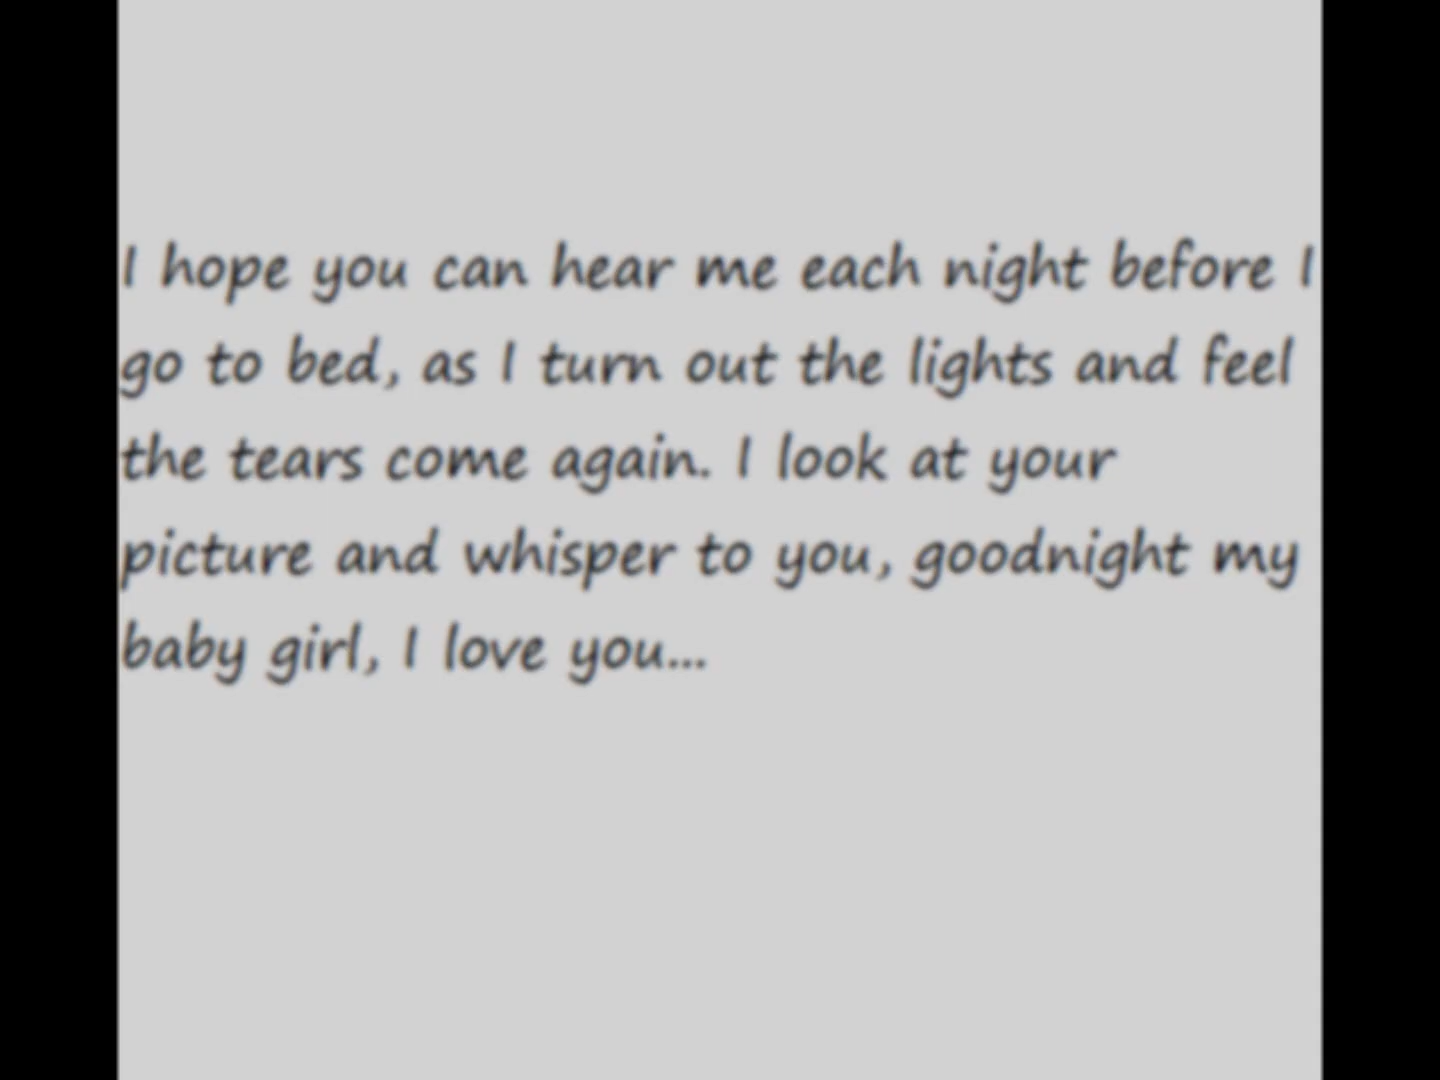 I hope you can hear me each night before I
go to bed, as I turn out the lights and feel
the tears come again. I look at your
picture and whisper to you, goodnight my
baby girl, I love you...